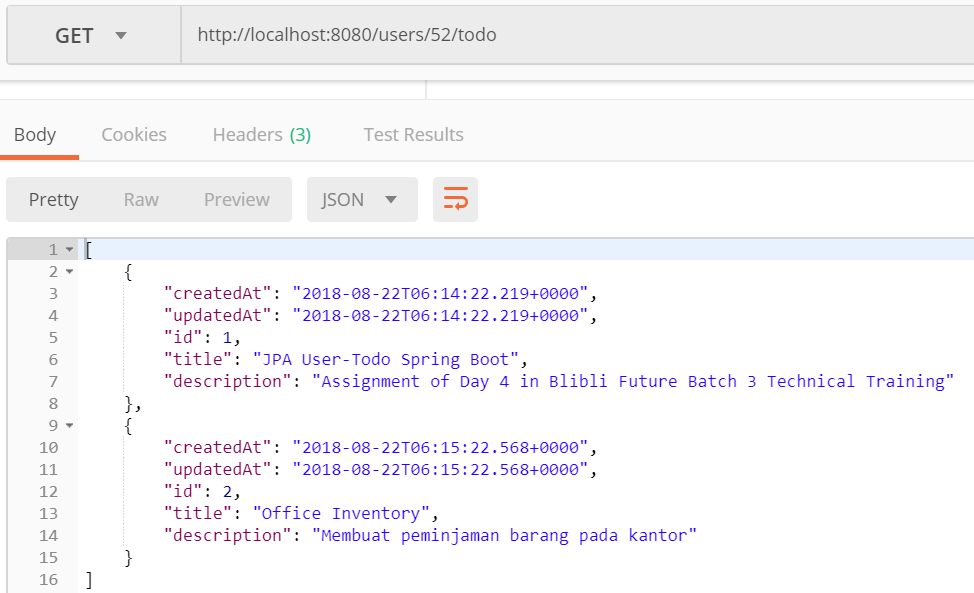 GET http://localhost:8080/users/52/todo
Body Cookies Headers (3) Test Results
Pretty Raw Preview JSON
1 [
2 {
3 "createdAt": "2018-08-22T06:14:22.219+0000",
4 "updatedAt": "2018-08-22T06:14:22.219+0000",
5 "id": 1,
6 "title": "JPA User-Todo Spring Boot",
7 "description": "Assignment of Day 4 in Blibli Future Batch 3 Technical Training"
8 },
9 {
10 "createdAt": "2018-08-22T06:15:22.568+0000",
11 "updatedAt": "2018-08-22T06:15:22.568+0000",
12 "id": 2,
13 "title": "Office Inventory",
14 "description": "Membuat peminjaman barang pada kantor"
15 }
16 ]